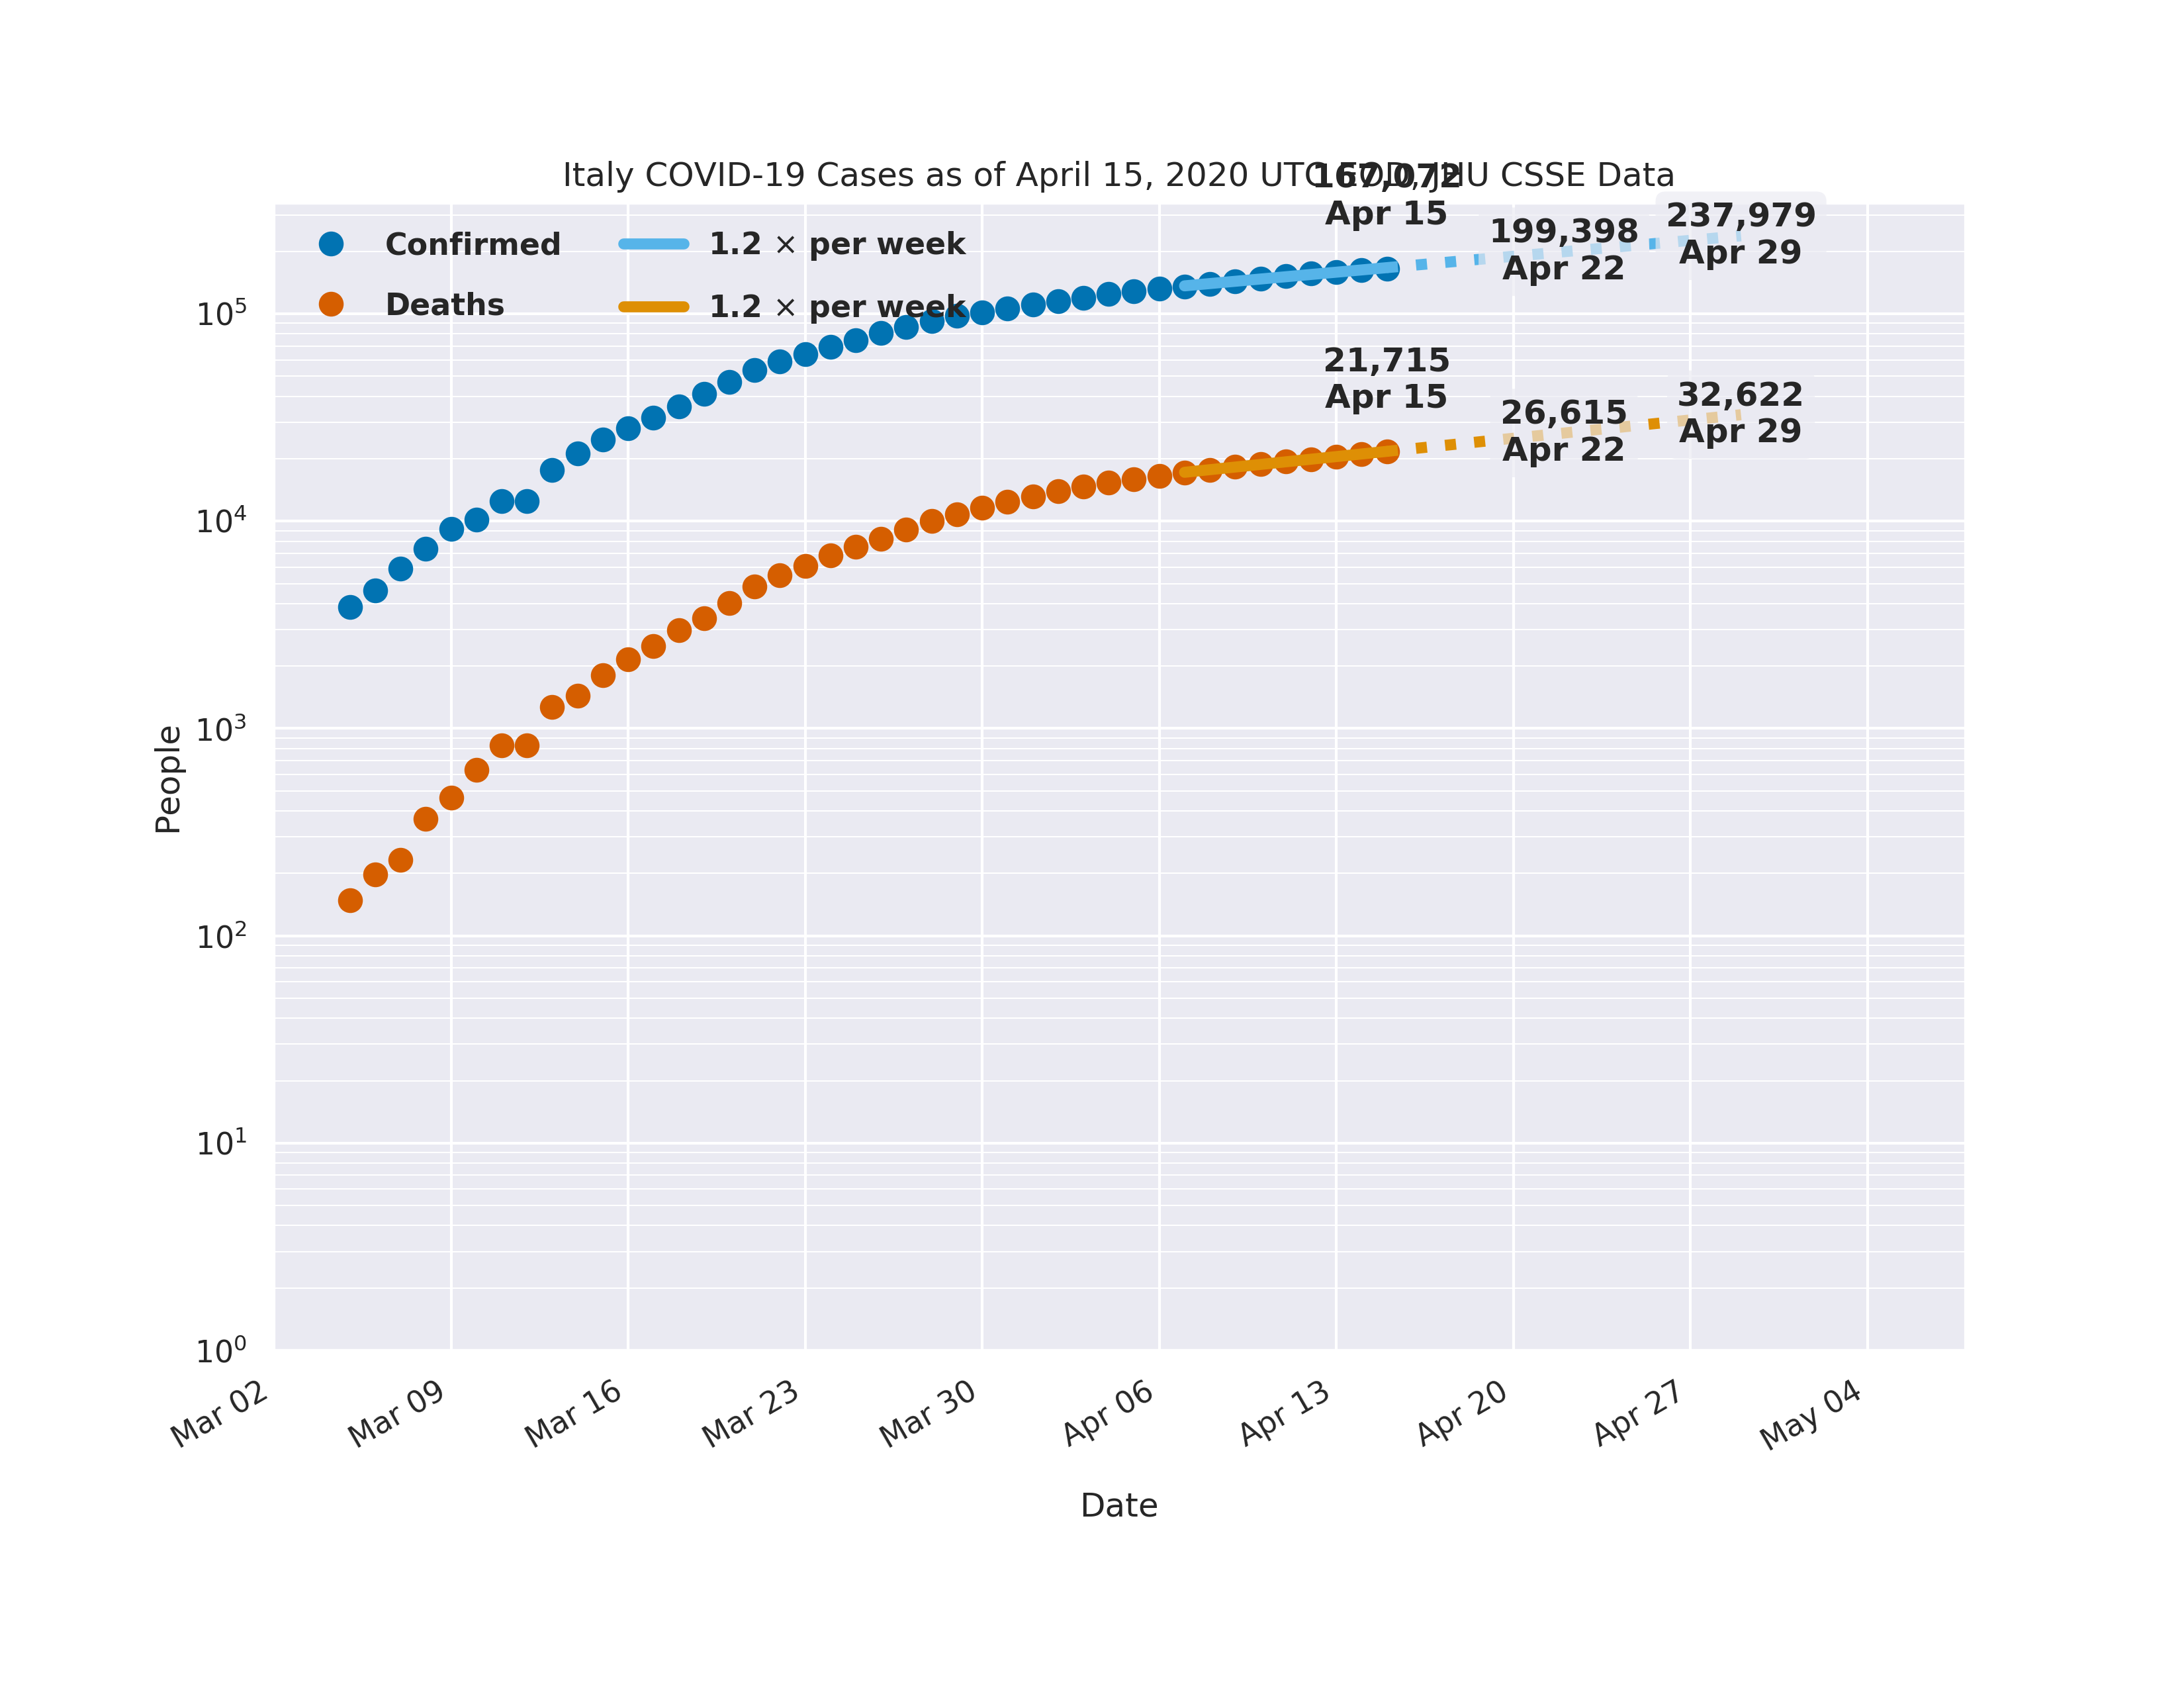 Italy COVID-19 Cases as of April 15, 2020 UTC EOD, JHU CSSE Data
167,072
Apr 15
199,398
Apr 22
237,979
Apr 29
Confirmed
1.2 × per week
Deaths
1.2 × per week
21,715
Apr 15
26,615
Apr 22
32,622
Apr 29
10⁵
10⁴
10³
10²
10¹
10⁰
People
Mar 02
Mar 09
Mar 16
Mar 23
Mar 30
Apr 06
Apr 13
Apr 20
Apr 27
May 04
Date